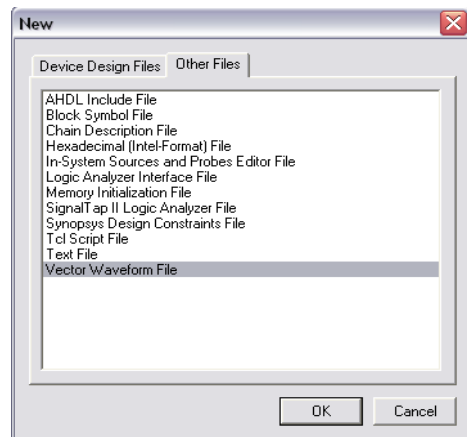 New
Device Design Files Other Files
AHDL Include File
Block Symbol File
Chain Description File
Hexadecimal (Intel-Format) File
In-System Sources and Probes Editor File
Logic Analyzer Interface File
Memory Initialization File
SignalTap II Logic Analyzer File
Synopsys Design Constraints File
Tcl Script File
Text File
Vector Waveform File
OK Cancel